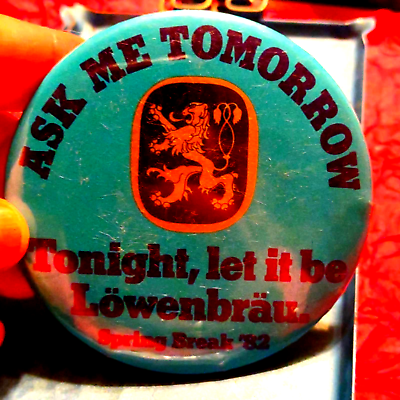 ASK ME TOMORROW
Tonight, let it be
Löwenbräu.
Spring Break '82